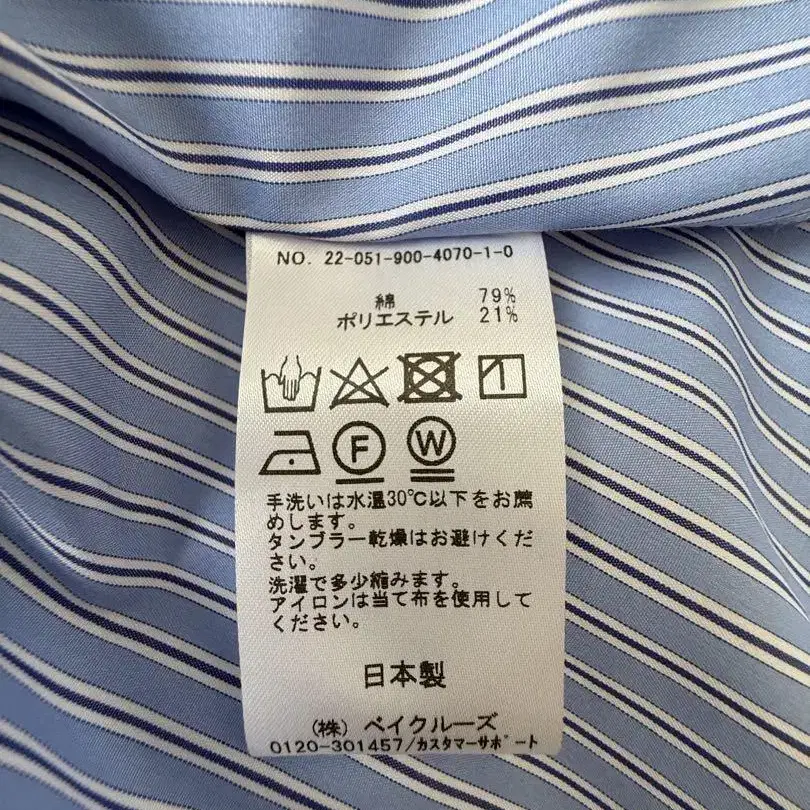 NO. 22-051-900-4070-1-0
綿 79%
ポリエステル 21%
F W
手洗いは水温30℃以下をお薦
めします。
タンブラー乾燥はお避けくだ
さい。
洗濯で多少縮みます。
アイロンは当て布を使用して
ください。
日本製
(株) ベイクルーズ
0120-301457/カスタマーサポート